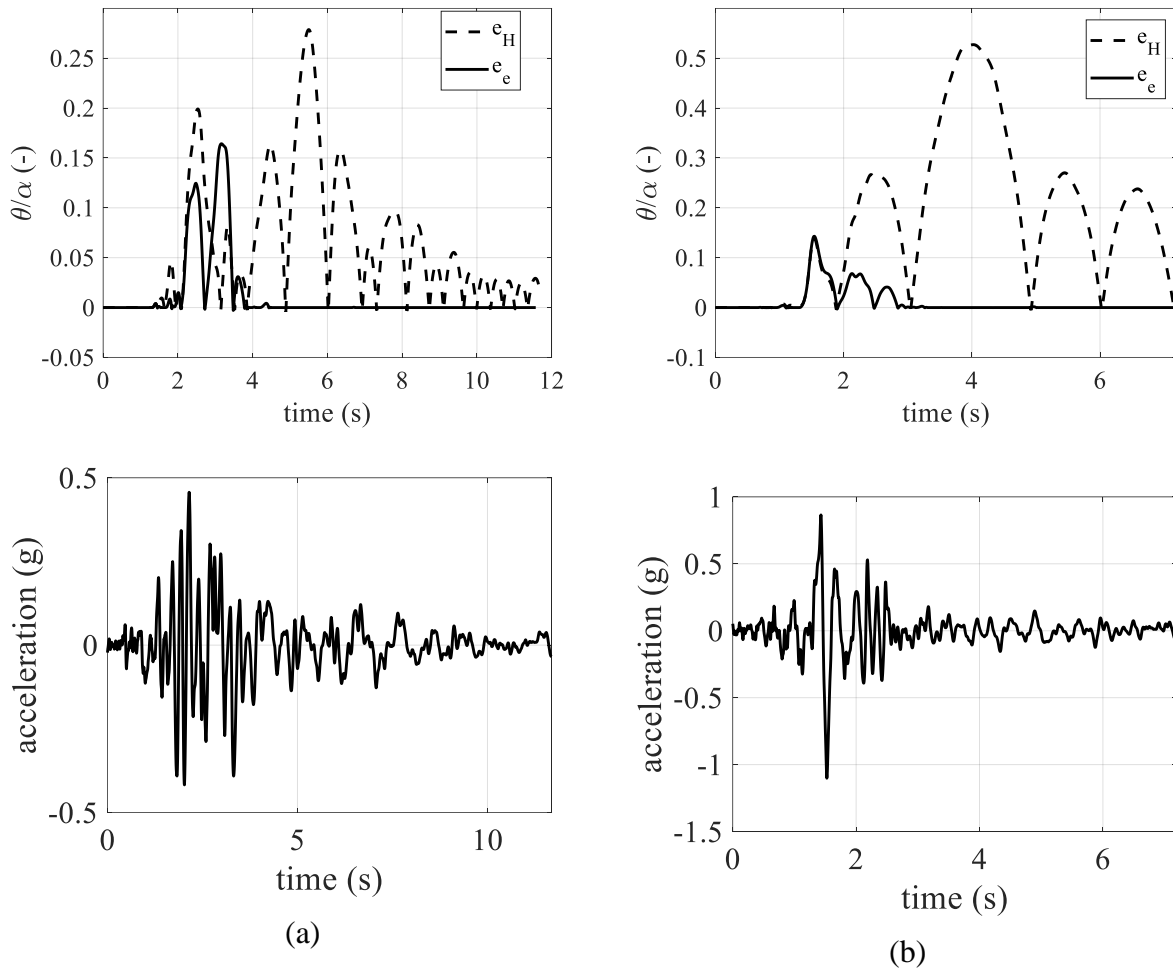 e_H
e_e
0.25
0.2
0.15
0.1
0.05
0
-0.05
θ/α (-)
0 2 4 6 8 10 12
time (s)
e_H
e_e
0.5
0.4
0.3
0.2
0.1
0
-0.1
θ/α (-)
0 2 4 6
time (s)
0.5
0
-0.5
acceleration (g)
0 5 10
time (s)
(a)
1
0.5
0
-0.5
-1
-1.5
acceleration (g)
0 2 4 6
time (s)
(b)